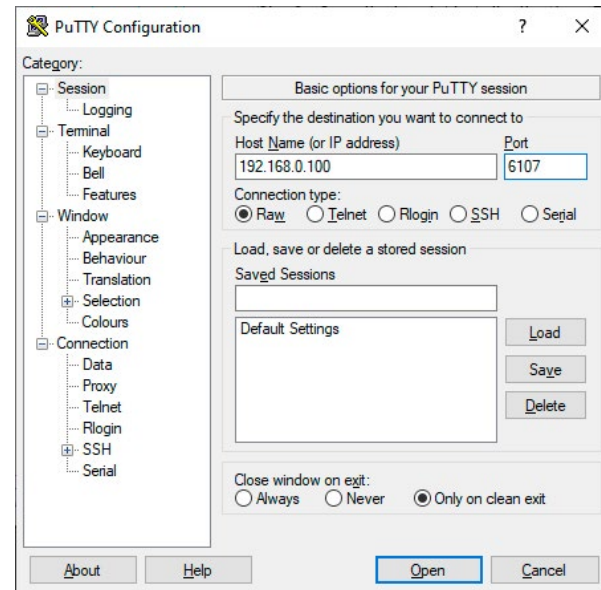 PuTTY Configuration
?
Category:
Session
Logging
Terminal
Keyboard
Bell
Features
Window
Appearance
Behaviour
Translation
Selection
Colours
Connection
Data
Proxy
Telnet
Rlogin
SSH
Serial
Basic options for your PuTTY session
Specify the destination you want to connect to
Host Name (or IP address) Port
192.168.0.100 6107
Connection type:
Raw Telnet Rlogin SSH Serial
Load, save or delete a stored session
Saved Sessions
Default Settings
Load
Save
Delete
Close window on exit:
Always Never Only on clean exit
About Help Open Cancel